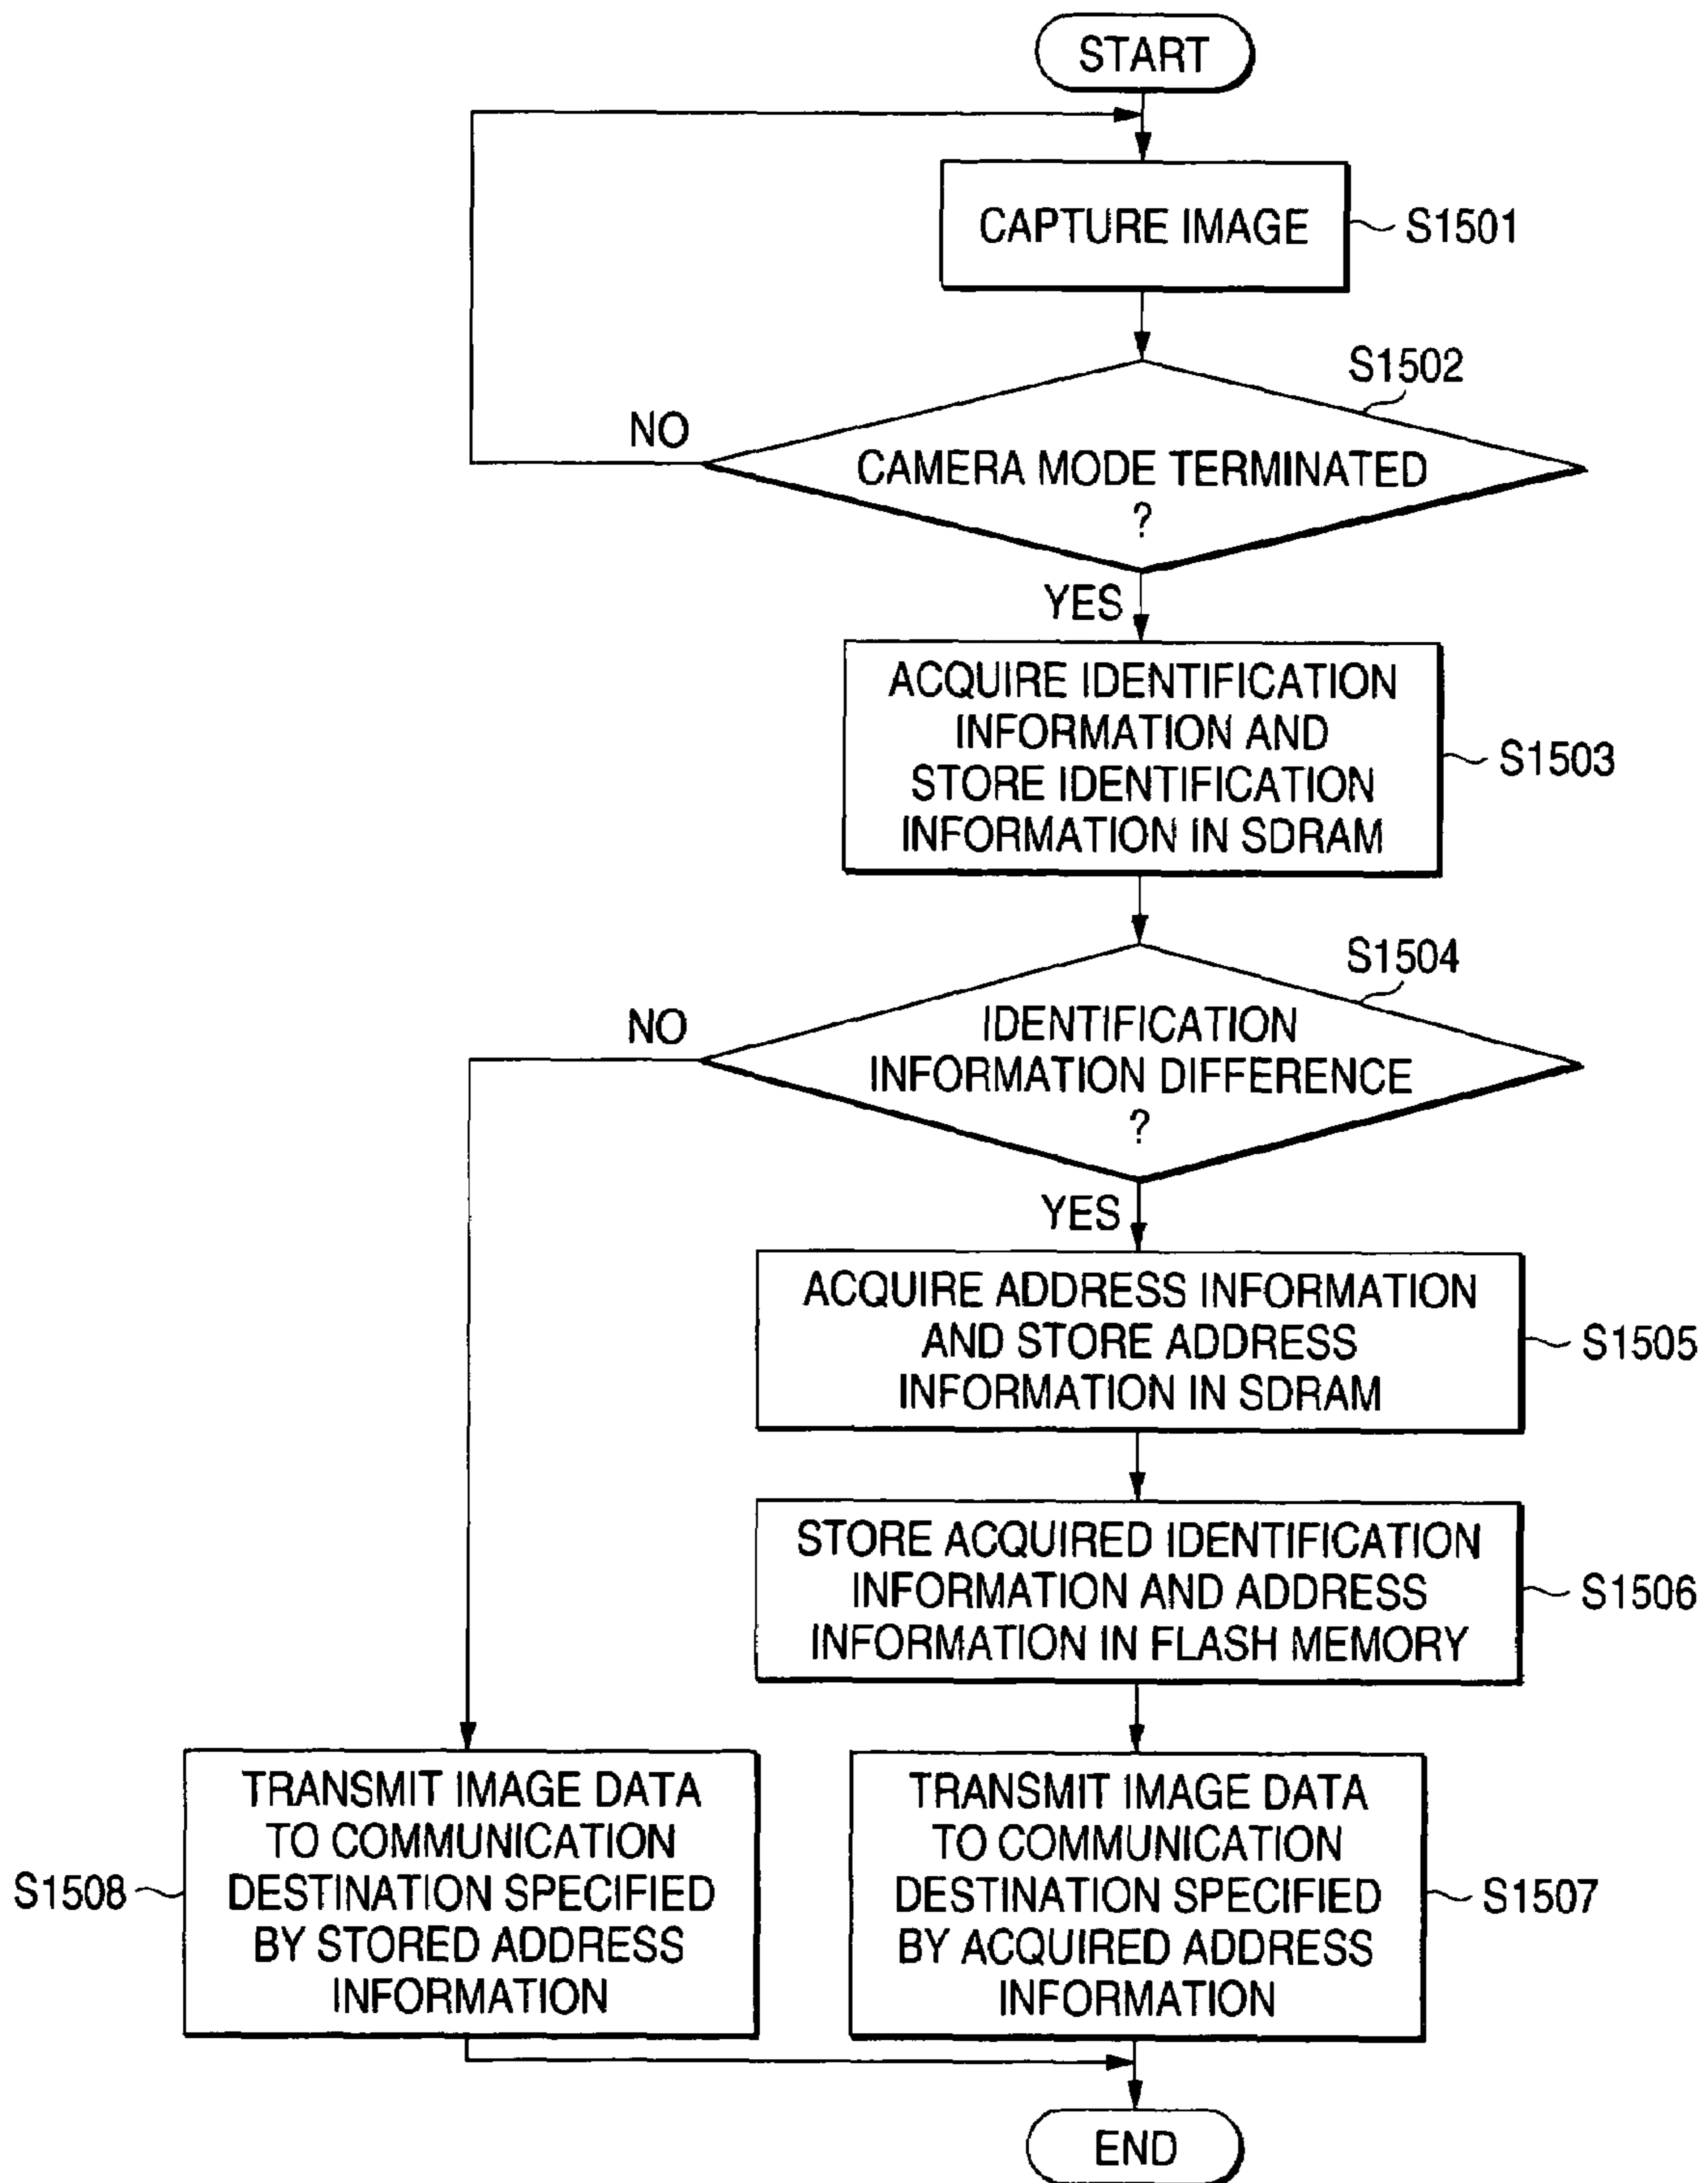 START
CAPTURE IMAGE
S1501
S1502
NO
CAMERA MODE TERMINATED
?
YES
ACQUIRE IDENTIFICATION
INFORMATION AND
STORE IDENTIFICATION
INFORMATION IN SDRAM
S1503
S1504
NO
IDENTIFICATION
INFORMATION DIFFERENCE
?
YES
ACQUIRE ADDRESS INFORMATION
AND STORE ADDRESS
INFORMATION IN SDRAM
S1505
STORE ACQUIRED IDENTIFICATION
INFORMATION AND ADDRESS
INFORMATION IN FLASH MEMORY
S1506
TRANSMIT IMAGE DATA
TO COMMUNICATION
DESTINATION SPECIFIED
BY STORED ADDRESS
INFORMATION
S1508
TRANSMIT IMAGE DATA
TO COMMUNICATION
DESTINATION SPECIFIED
BY ACQUIRED ADDRESS
INFORMATION
S1507
END